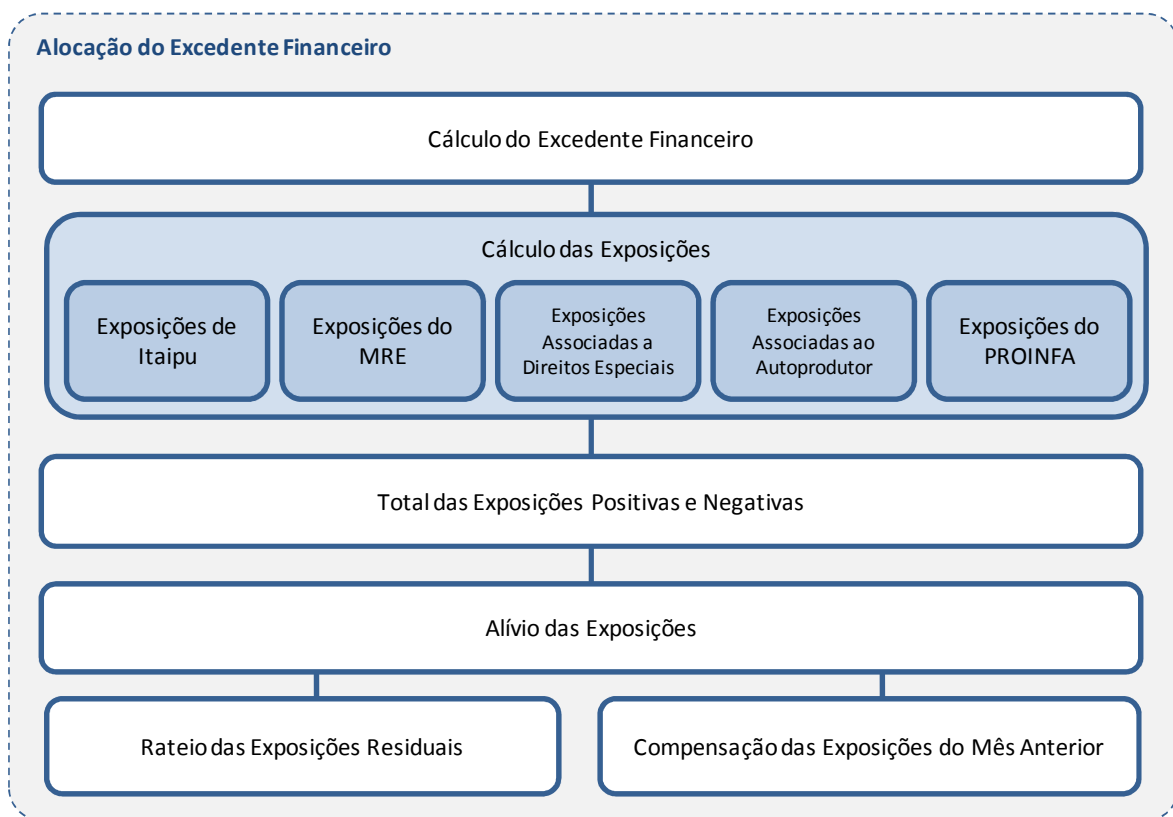 Alocação do Excedente Financeiro
Cálculo do Excedente Financeiro
Cálculo das Exposições
Exposições de
Itaipu
Exposições do
MRE
Exposições
Associadas a
Direitos Especiais
Exposições
Associadas ao
Autoprodutor
Exposições do
PROINFA
Total das Exposições Positivas e Negativas
Alívio das Exposições
Rateio das Exposições Residuais
Compensação das Exposições do Mês Anterior